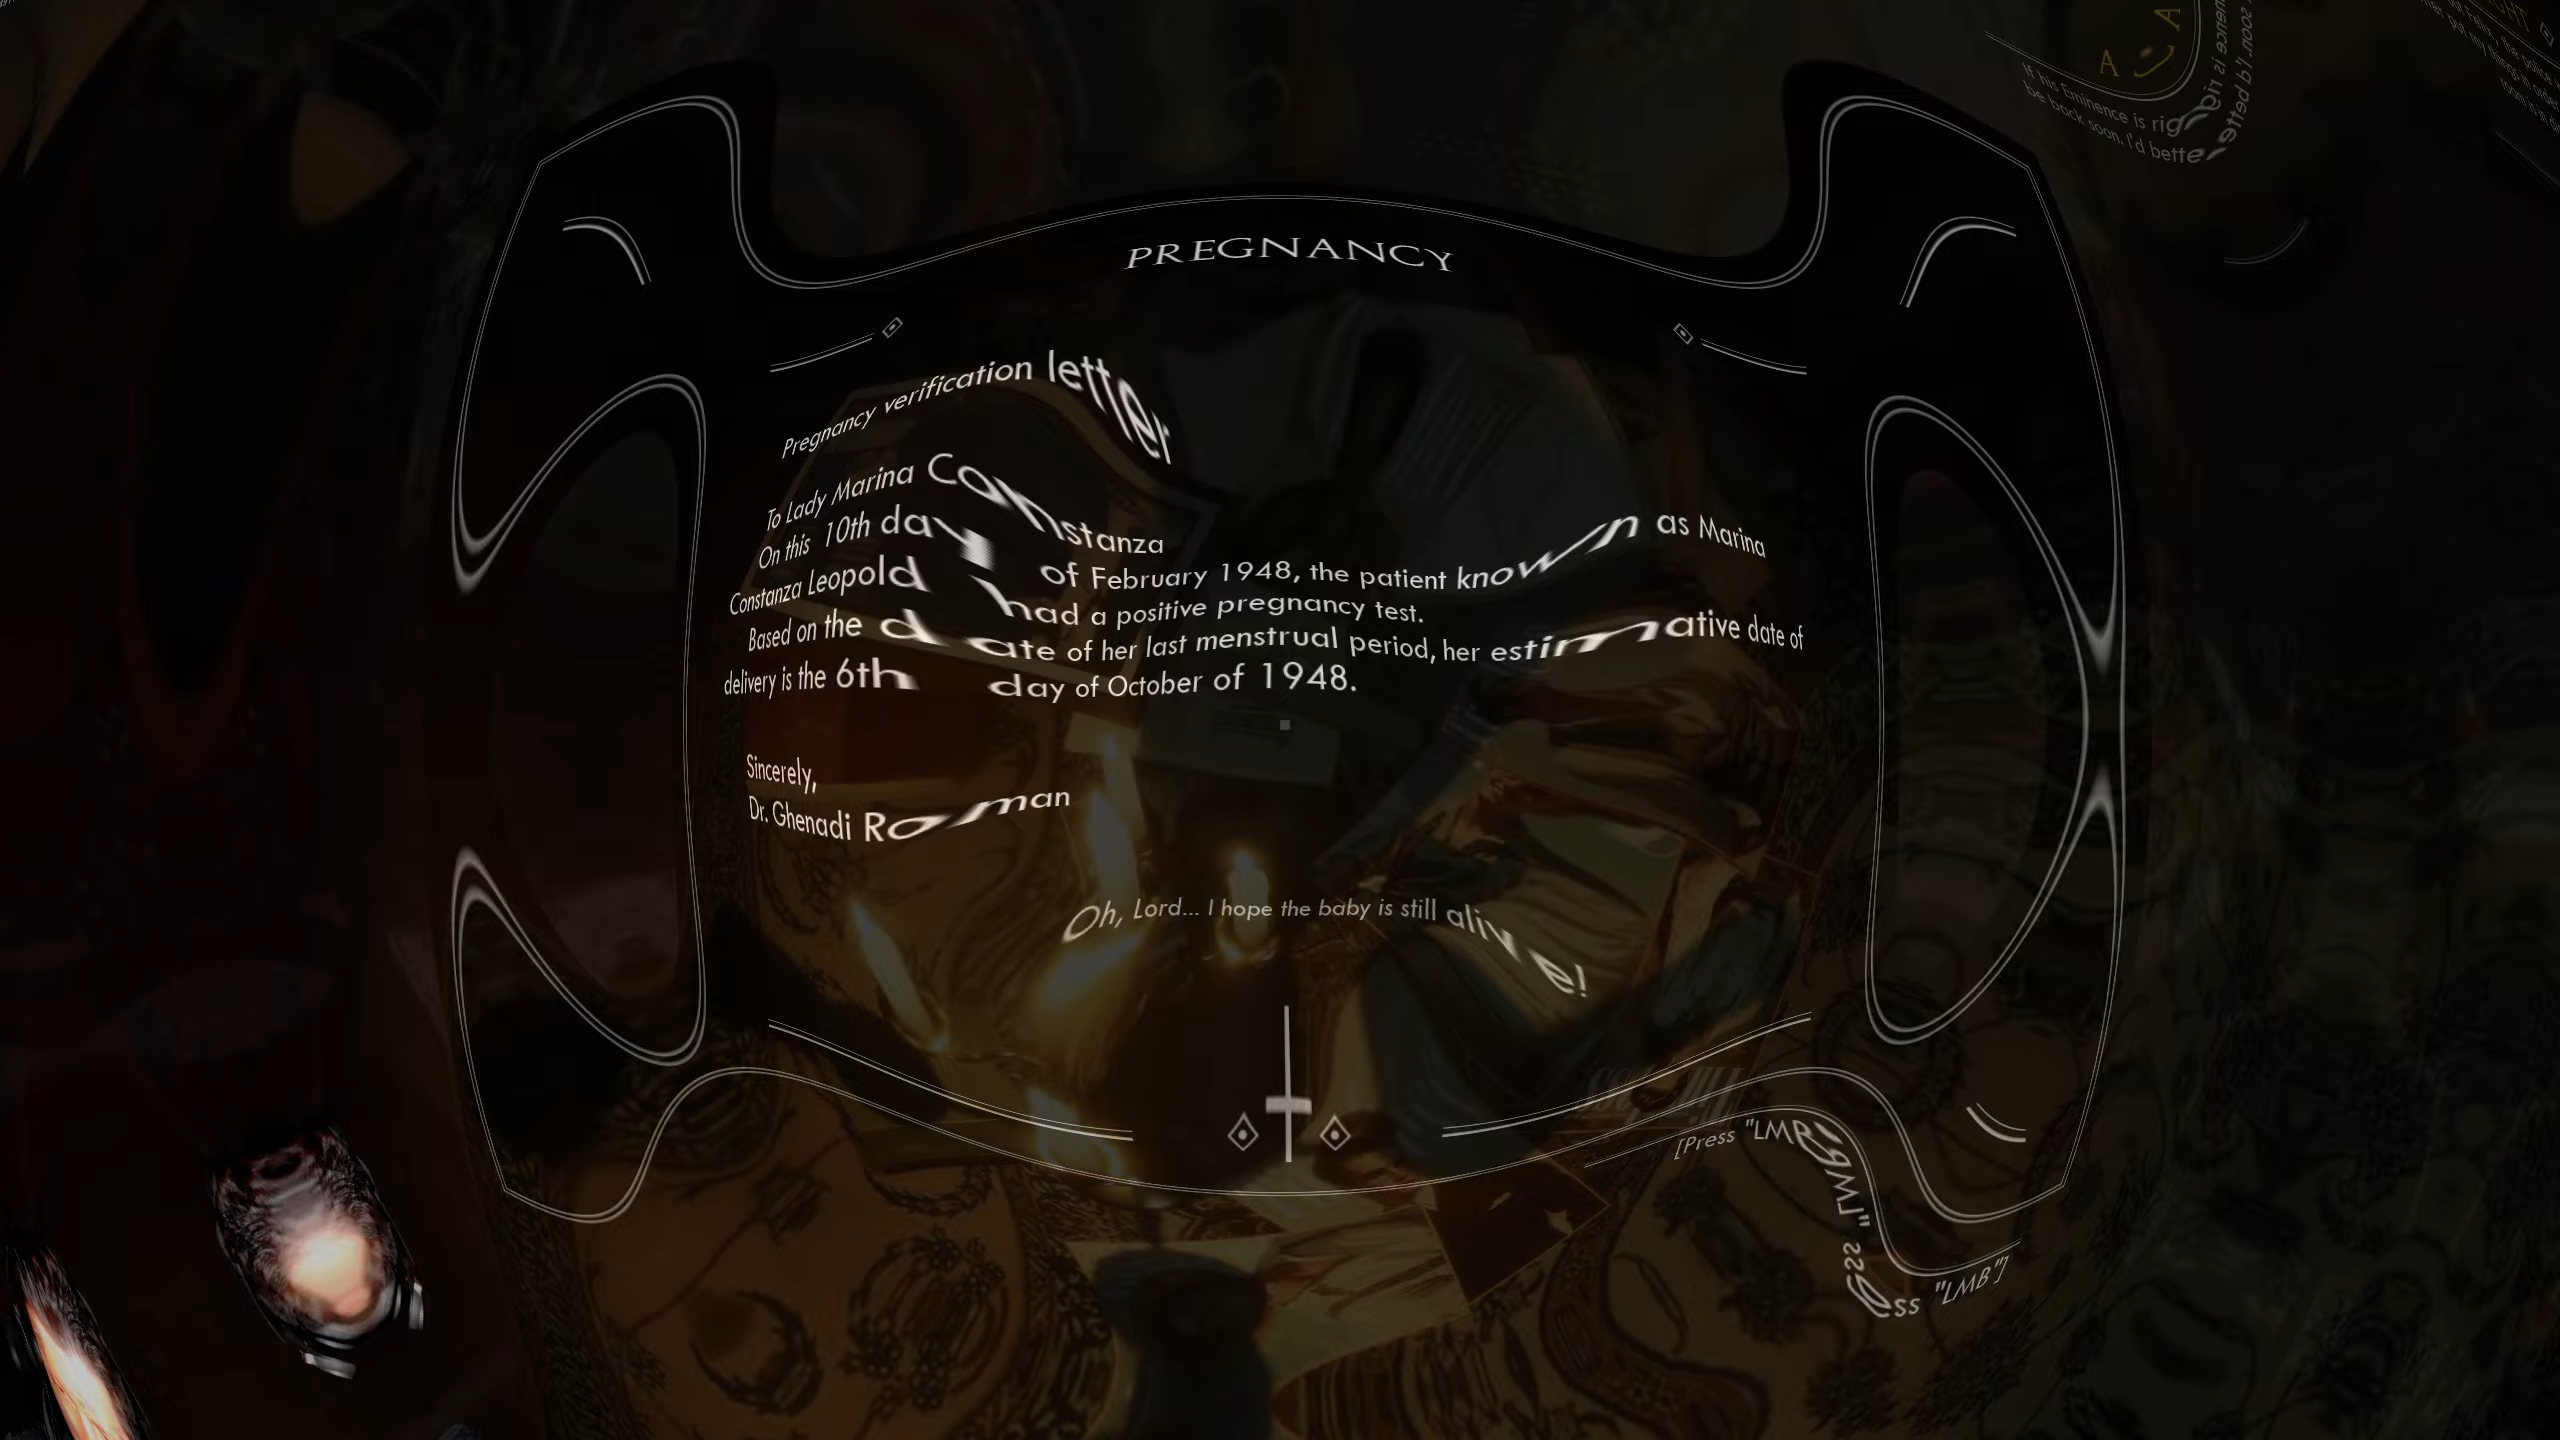 PREGNANCY
Pregnancy verification letter
To Lady Marina Constanza
On this 10th day of February 1948, the patient known as Marina
Constanza Leopold had a positive pregnancy test.
Based on the date of her last menstrual period, her estimative date of
delivery is the 6th day of October of 1948.
Sincerely,
Dr. Ghenadi Roman
Oh, Lord... I hope the baby is still alive!
[Press "LMB"]
If his Eminence is rig
be back soon. I'd bette